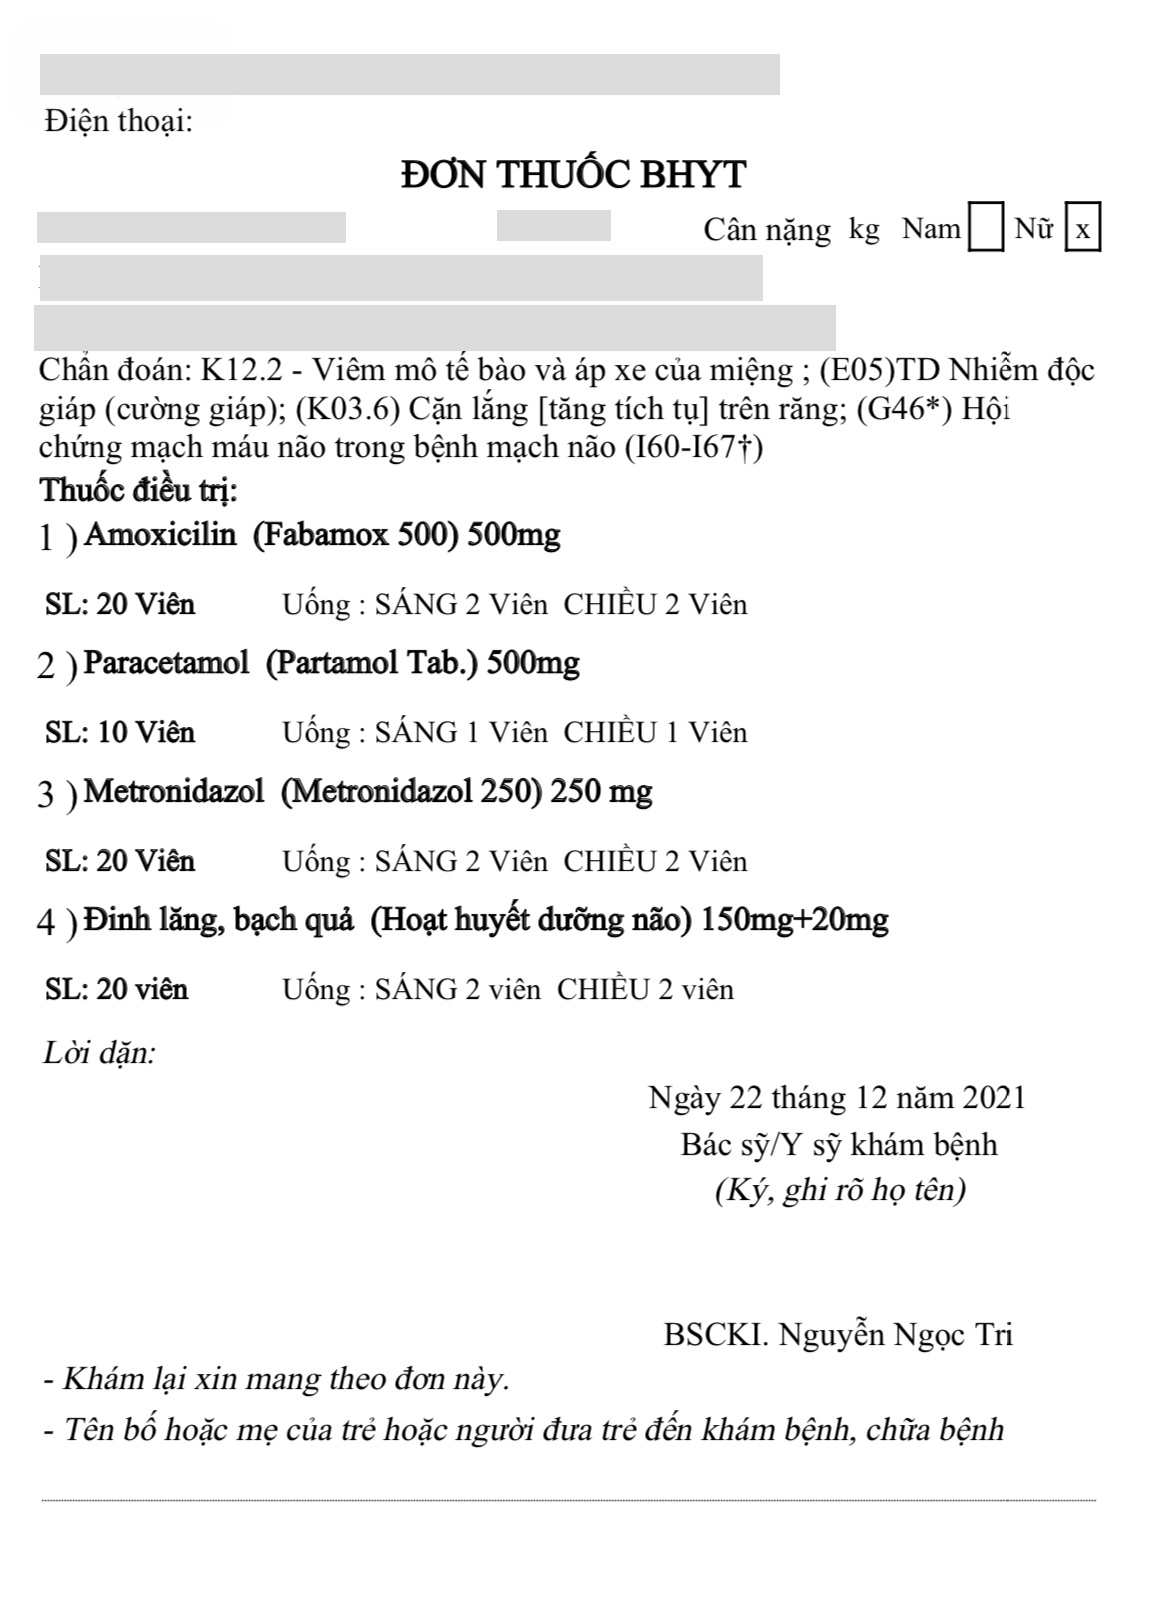 Điện thoại:
ĐƠN THUỐC BHYT
Cân nặng kg Nam Nữ x
Chẩn đoán: K12.2 - Viêm mô tế bào và áp xe của miệng ; (E05)TD Nhiễm độc
giáp (cường giáp); (K03.6) Cặn lắng [tăng tích tụ] trên răng; (G46*) Hội
chứng mạch máu não trong bệnh mạch não (I60-I67†)
Thuốc điều trị:
1 ) Amoxicilin (Fabamox 500) 500mg
SL: 20 Viên Uống : SÁNG 2 Viên CHIỀU 2 Viên
2 ) Paracetamol (Partamol Tab.) 500mg
SL: 10 Viên Uống : SÁNG 1 Viên CHIỀU 1 Viên
3 ) Metronidazol (Metronidazol 250) 250 mg
SL: 20 Viên Uống : SÁNG 2 Viên CHIỀU 2 Viên
4 ) Đinh lăng, bạch quả (Hoạt huyết dưỡng não) 150mg+20mg
SL: 20 viên Uống : SÁNG 2 viên CHIỀU 2 viên
Lời dặn:
Ngày 22 tháng 12 năm 2021
Bác sỹ/Y sỹ khám bệnh
(Ký, ghi rõ họ tên)
BSCKI. Nguyễn Ngọc Tri
- Khám lại xin mang theo đơn này.
- Tên bố hoặc mẹ của trẻ hoặc người đưa trẻ đến khám bệnh, chữa bệnh